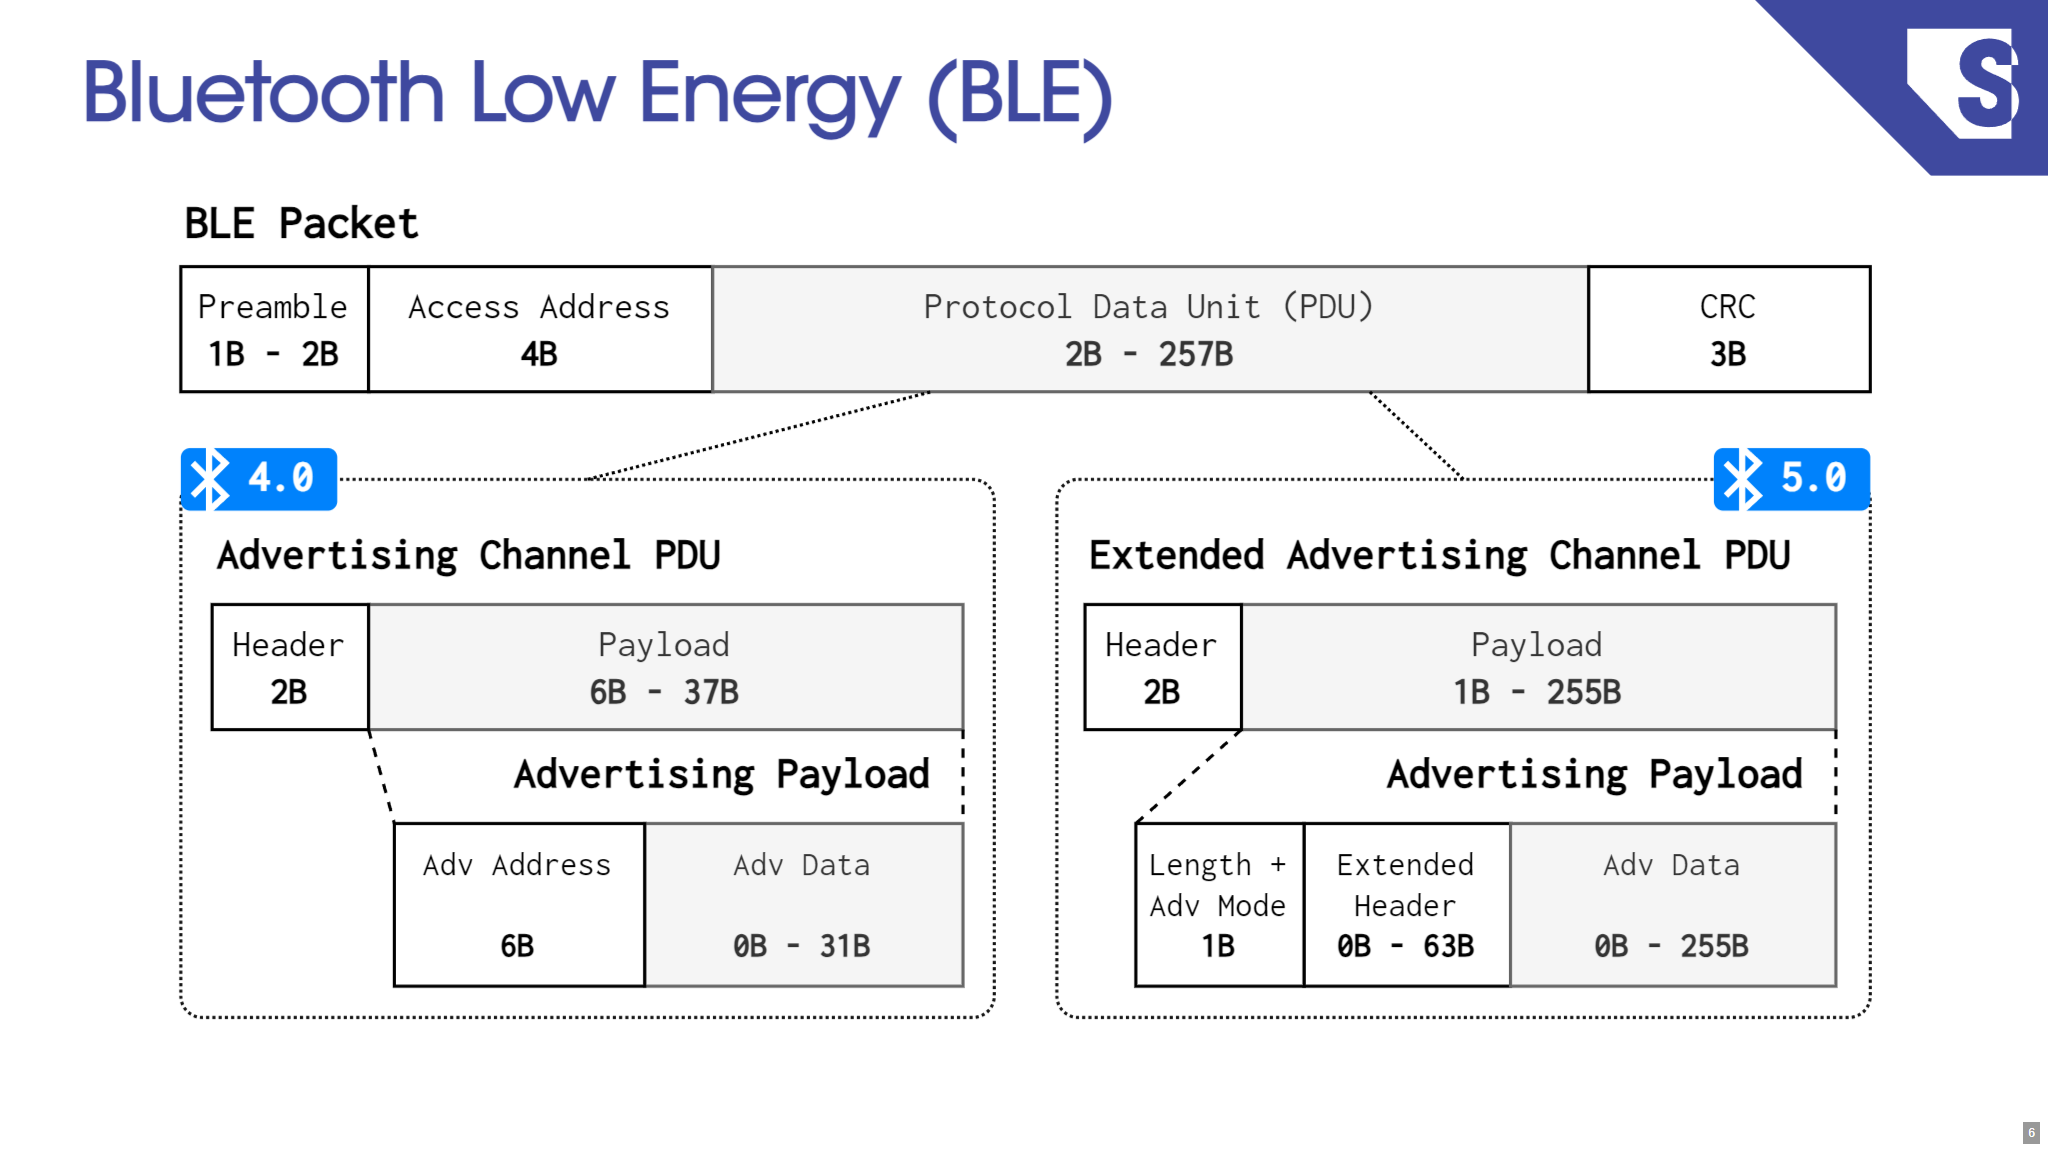 Bluetooth Low Energy (BLE)
S
BLE Packet
Preamble
1B - 2B
Access Address
4B
Protocol Data Unit (PDU)
2B - 257B
CRC
3B
4.0
Advertising Channel PDU
Header
2B
Payload
6B - 37B
Advertising Payload
Adv Address
6B
Adv Data
0B - 31B
5.0
Extended Advertising Channel PDU
Header
2B
Payload
1B - 255B
Advertising Payload
Length +
Adv Mode
1B
Extended
Header
0B - 63B
Adv Data
0B - 255B
6